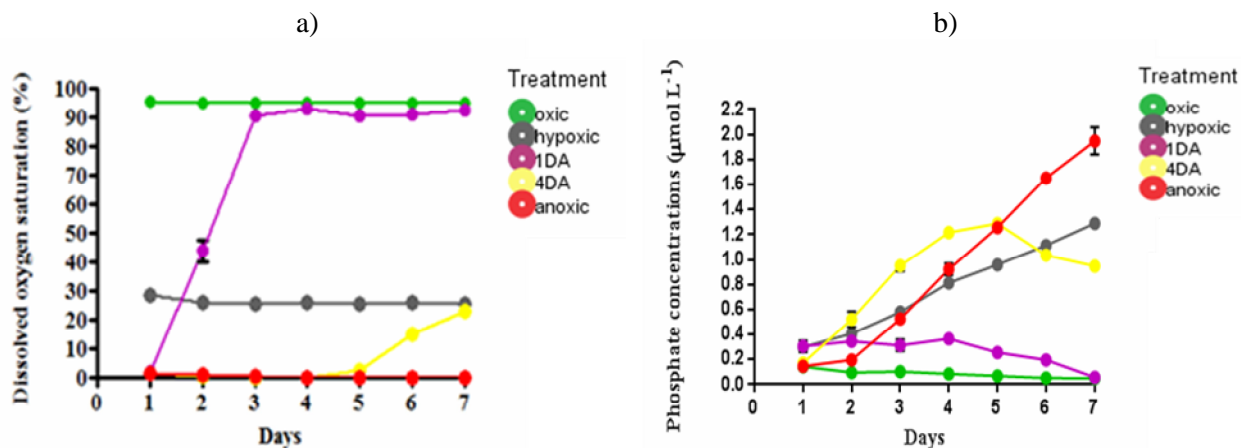 a)
Dissolved oxygen saturation (%)
100
90
80
70
60
50
40
30
20
10
0
0 1 2 3 4 5 6 7
Days
Treatment
oxic
hypoxic
1DA
4DA
anoxic
b)
Phosphate concentrations (µmol L⁻¹)
2.2
2.0
1.8
1.6
1.4
1.2
1.0
0.8
0.6
0.4
0.2
0.0
0 1 2 3 4 5 6 7
Days
Treatment
oxic
hypoxic
1DA
4DA
anoxic